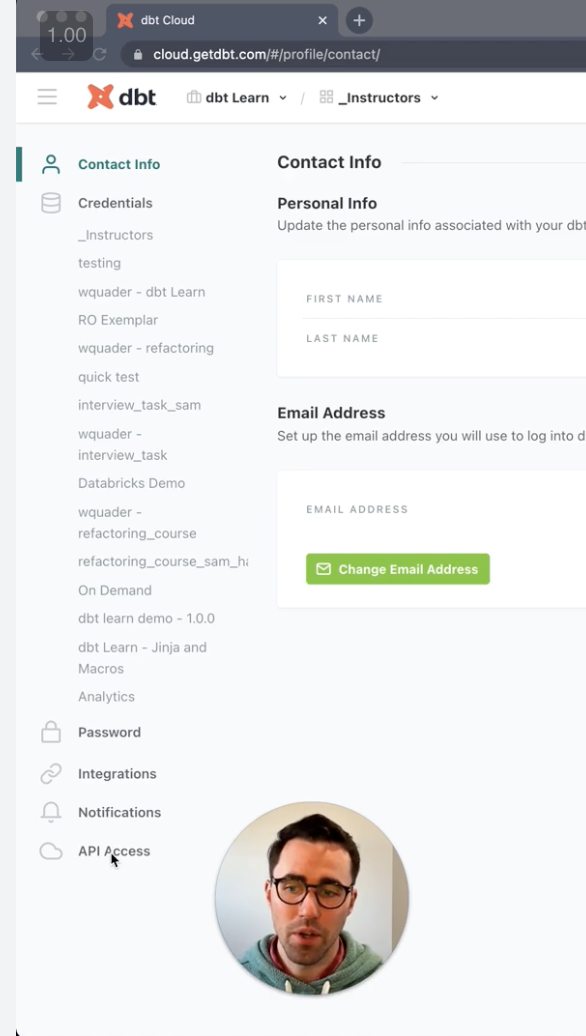 1.00
dbt Cloud
cloud.getdbt.com/#/profile/contact/
dbt
dbt Learn / _Instructors
Contact Info
Credentials
_Instructors
testing
wquader - dbt Learn
RO Exemplar
wquader - refactoring
quick test
interview_task_sam
wquader -
interview_task
Databricks Demo
wquader -
refactoring_course
refactoring_course_sam_ha
On Demand
dbt learn demo - 1.0.0
dbt Learn - Jinja and
Macros
Analytics
Password
Integrations
Notifications
API Access
Contact Info
Personal Info
Update the personal info associated with your dbt
FIRST NAME
LAST NAME
Email Address
Set up the email address you will use to log into d
EMAIL ADDRESS
Change Email Address